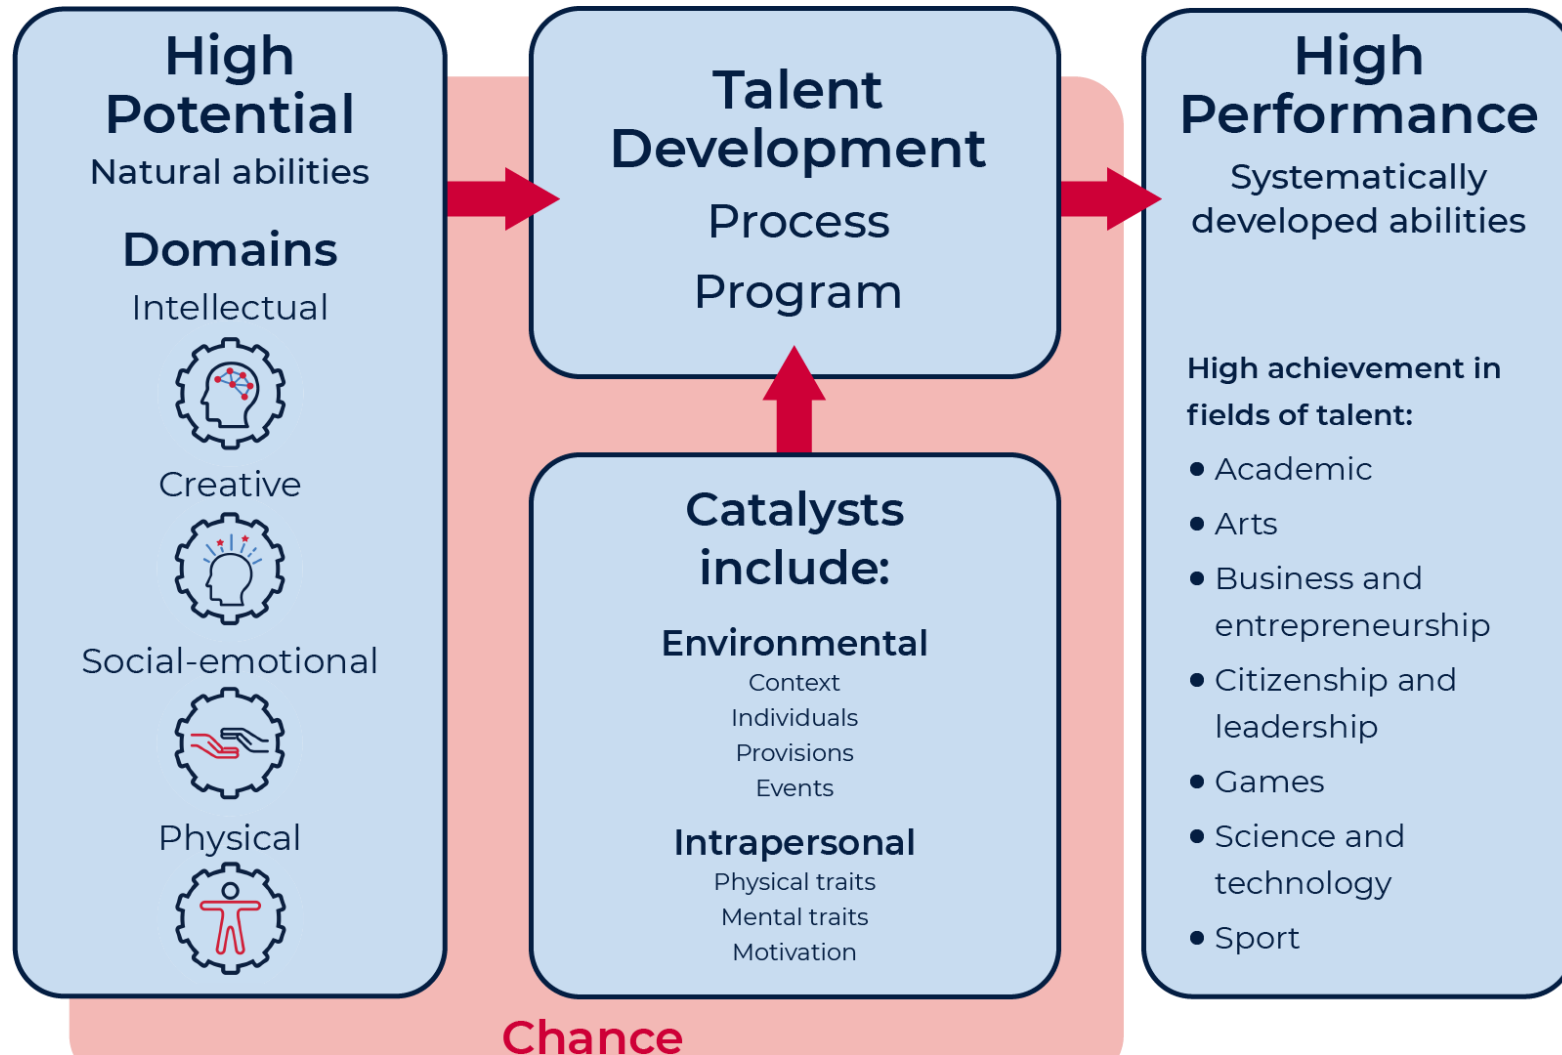 High
Potential
Natural abilities
Domains
Intellectual
Creative
Social-emotional
Physical
Talent
Development
Process
Program
Catalysts
include:
Environmental
Context
Individuals
Provisions
Events
Intrapersonal
Physical traits
Mental traits
Motivation
High
Performance
Systematically
developed abilities
High achievement in
fields of talent:
• Academic
• Arts
• Business and
entrepreneurship
• Citizenship and
leadership
• Games
• Science and
technology
• Sport
Chance